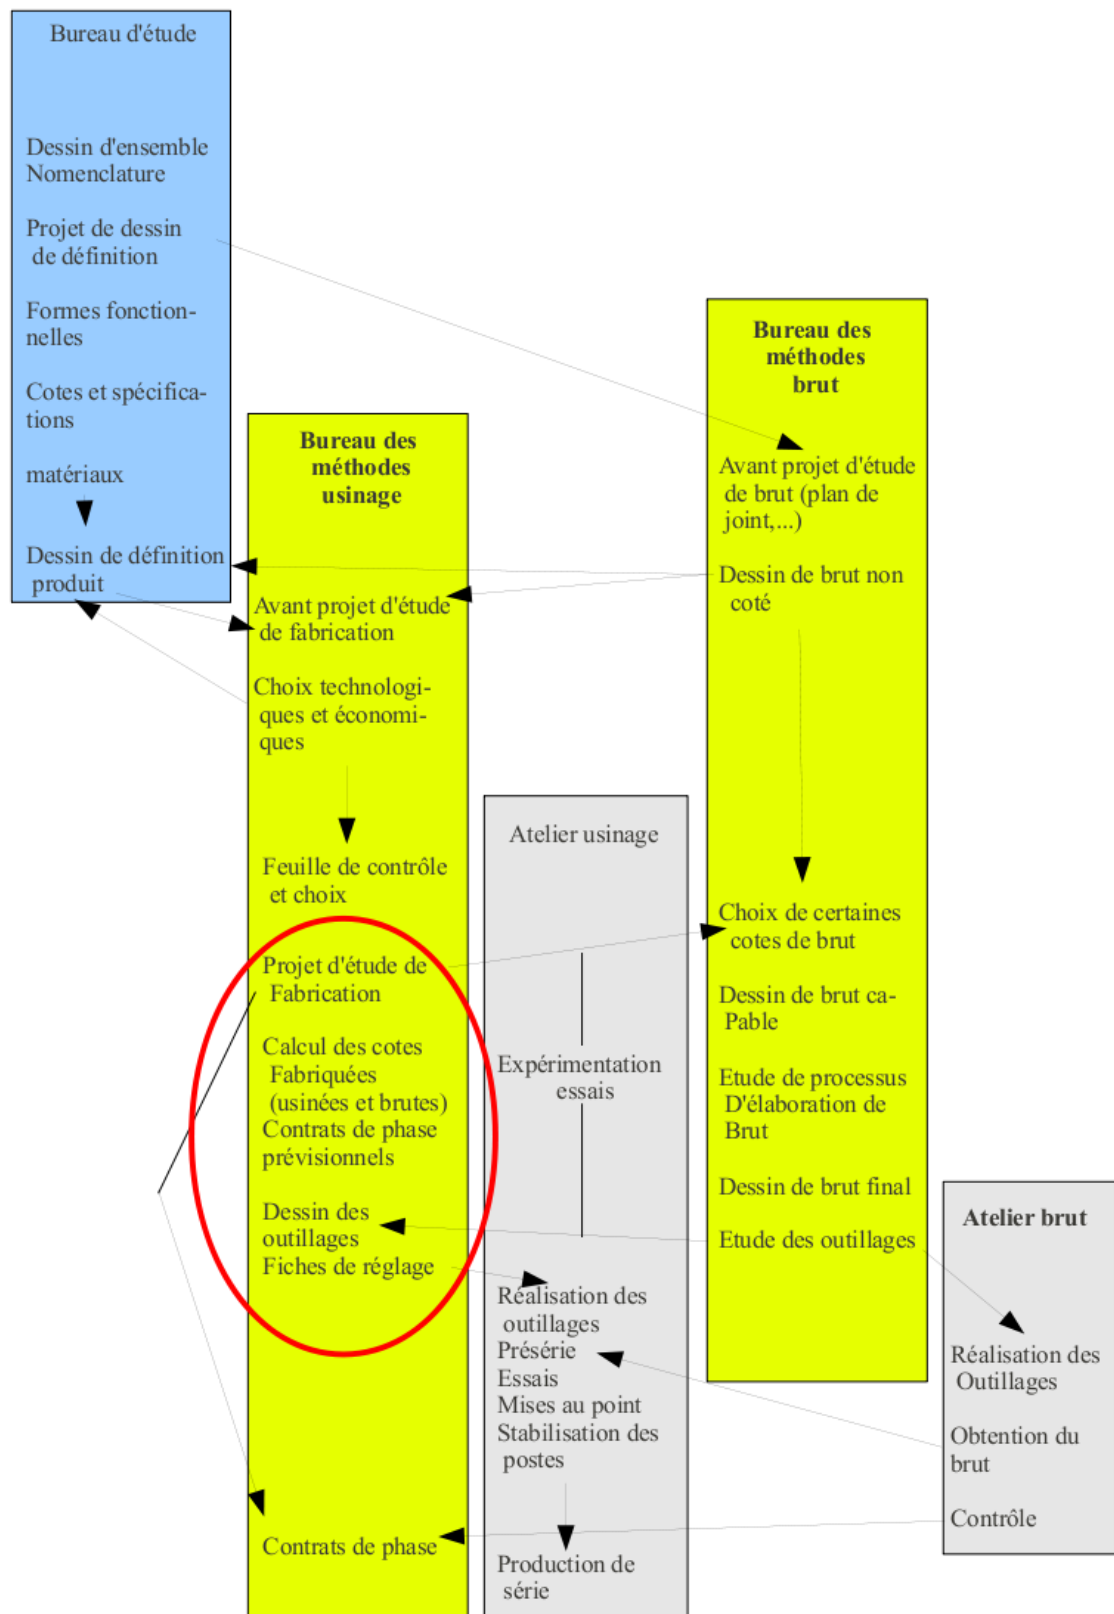 Bureau d'étude
Dessin d'ensemble
Nomenclature
Projet de dessin
de définition
Formes fonction-
nelles
Cotes et spécifica-
tions
matériaux
Dessin de définition
produit
Bureau des
méthodes
usinage
Avant projet d'étude
de fabrication
Choix technologi-
ques et économi-
ques
Feuille de contrôle
et choix
Projet d'étude de
Fabrication
Calcul des cotes
Fabriquées
(usinées et brutes)
Contrats de phase
prévisionnels
Dessin des
outillages
Fiches de réglage
Contrats de phase
Atelier usinage
Expérimentation
essais
Réalisation des
outillages
Présérie
Essais
Mises au point
Stabilisation des
postes
Production de
série
Bureau des
méthodes
brut
Avant projet d'étude
de brut (plan de
joint,...)
Dessin de brut non
coté
Choix de certaines
cotes de brut
Dessin de brut ca-
Pable
Etude de processus
D'élaboration de
Brut
Dessin de brut final
Etude des outillages
Atelier brut
Réalisation des
Outillages
Obtention du
brut
Contrôle